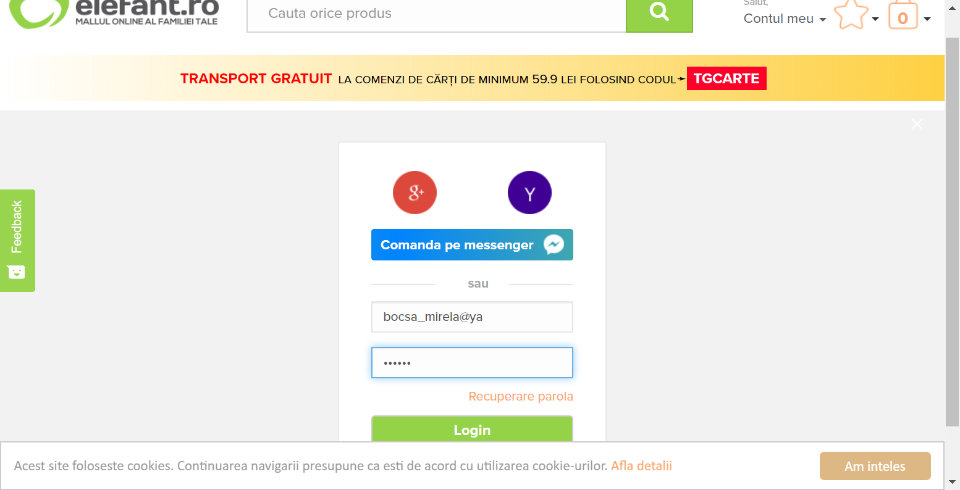 elefant.ro
MALLUL ONLINE AL FAMILIEI TALE
Cauta orice produs
Salut,
Contul meu
0
TRANSPORT GRATUIT LA COMENZI DE CĂRȚI DE MINIMUM 59.9 LEI FOLOSIND CODUL TGCARTE
×
Feedback
g+
Y
Comanda pe messenger
sau
bocsa_mirela@ya
••••••
Recuperare parola
Login
Acest site foloseste cookies. Continuarea navigarii presupune ca esti de acord cu utilizarea cookie-urilor. Afla detalii
Am inteles